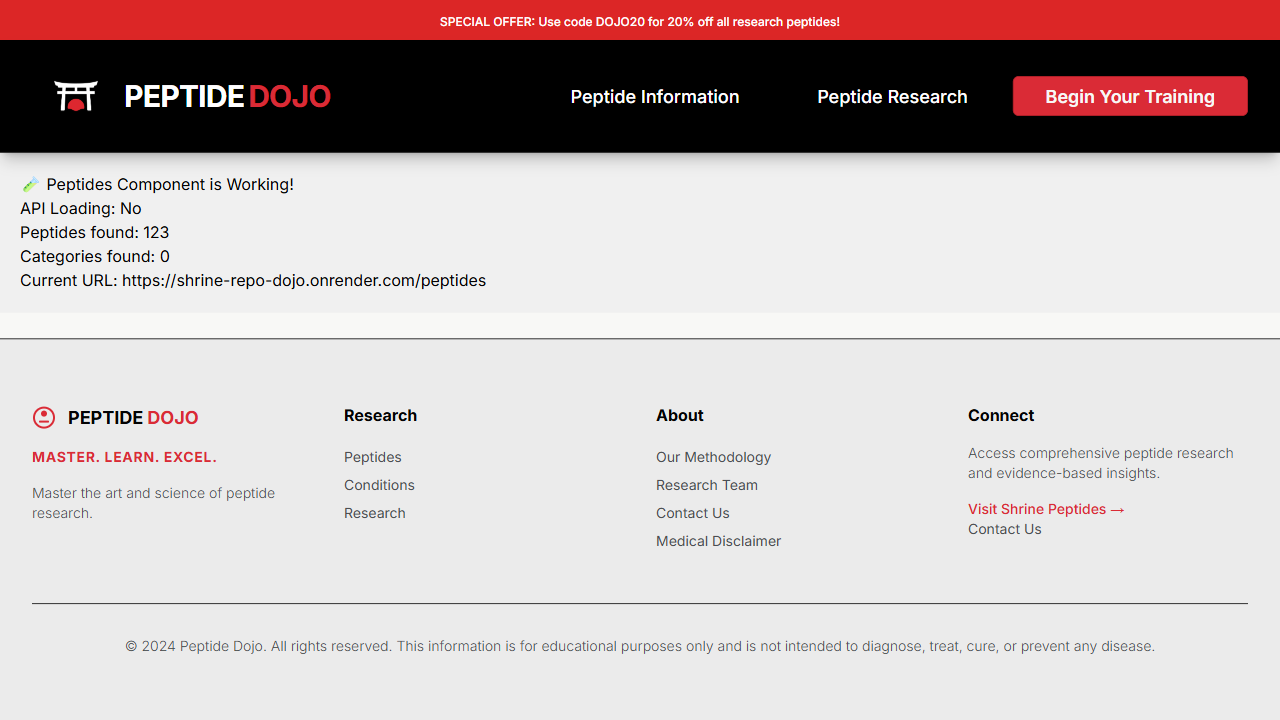 SPECIAL OFFER: Use code DOJO20 for 20% off all research peptides!
PEPTIDE DOJO
Peptide Information
Peptide Research
Begin Your Training
🧪 Peptides Component is Working!
API Loading: No
Peptides found: 123
Categories found: 0
Current URL: https://shrine-repo-dojo.onrender.com/peptides
PEPTIDE DOJO
MASTER. LEARN. EXCEL.
Master the art and science of peptide
research.
Research
Peptides
Conditions
Research
About
Our Methodology
Research Team
Contact Us
Medical Disclaimer
Connect
Access comprehensive peptide research
and evidence-based insights.
Visit Shrine Peptides →
Contact Us
© 2024 Peptide Dojo. All rights reserved. This information is for educational purposes only and is not intended to diagnose, treat, cure, or prevent any disease.